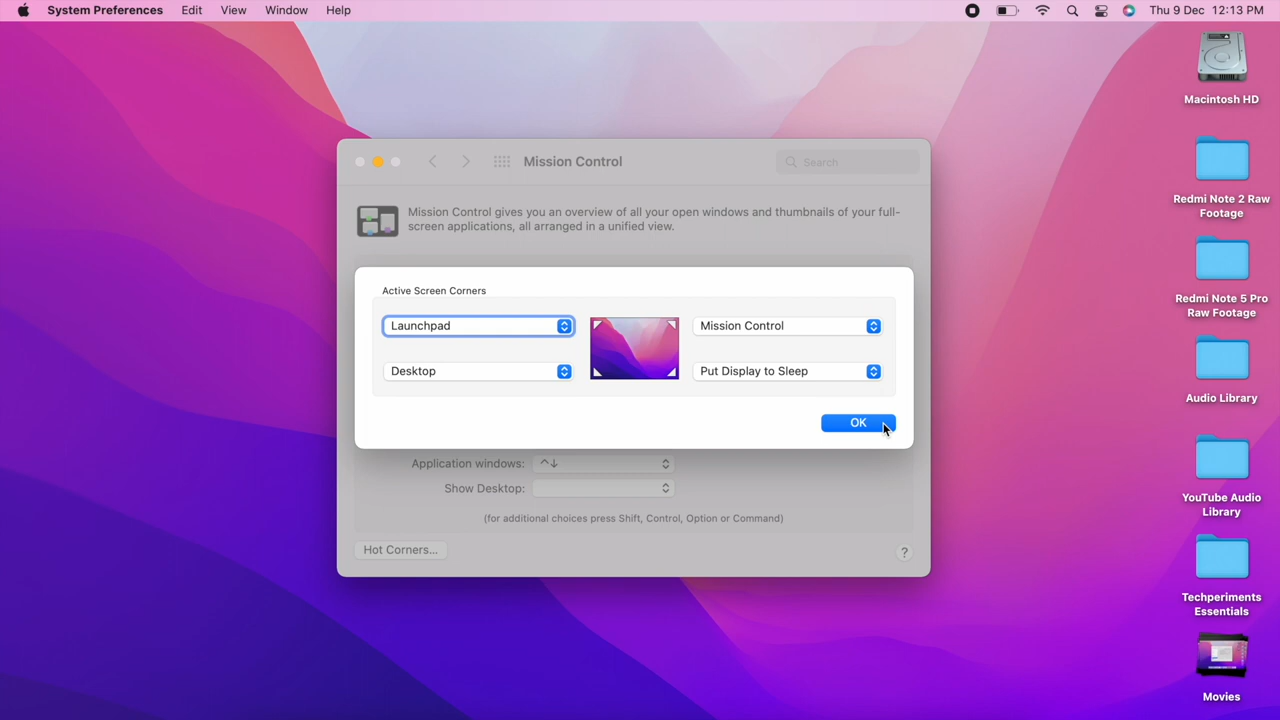 System Preferences Edit View Window Help Thu 9 Dec 12:13 PM
Macintosh HD
Redmi Note 2 Raw
Footage
Redmi Note 5 Pro
Raw Footage
Audio Library
YouTube Audio
Library
Techperiments
Essentials
Movies
Mission Control
Search
Mission Control gives you an overview of all your open windows and thumbnails of your full-
screen applications, all arranged in a unified view.
Active Screen Corners
Launchpad Mission Control
Desktop Put Display to Sleep
OK
Application windows: ^↓
Show Desktop:
(for additional choices press Shift, Control, Option or Command)
Hot Corners... ?